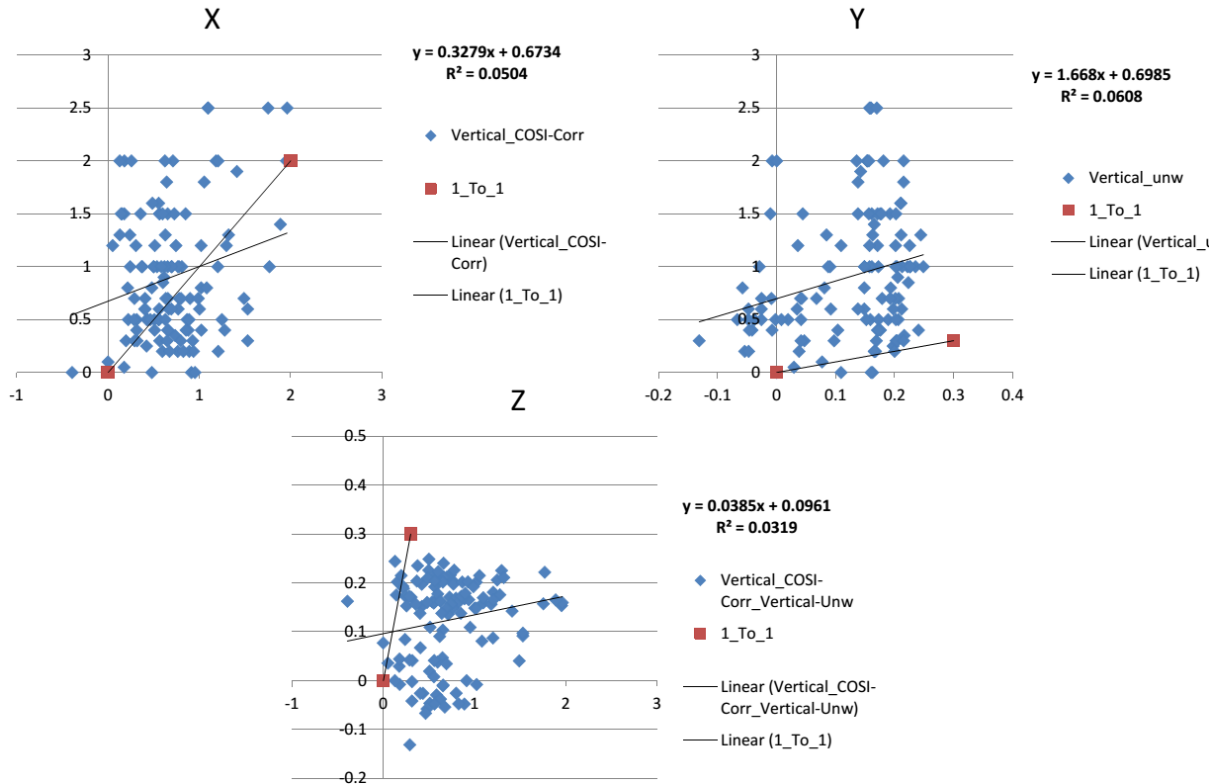 X
y = 0.3279x + 0.6734
R² = 0.0504
3
2.5
2
1.5
1
0.5
0
-1
0
1
2
3
Vertical_COSI-Corr
1_To_1
Linear (Vertical_COSI-
Corr)
Linear (1_To_1)
Y
y = 1.668x + 0.6985
R² = 0.0608
3
2.5
2
1.5
1
0.5
0
-0.2
-0.1
0
0.1
0.2
0.3
0.4
Vertical_unw
1_To_1
Linear (Vertical_u
Linear (1_To_1)
Z
y = 0.0385x + 0.0961
R² = 0.0319
0.5
0.4
0.3
0.2
0.1
0
-0.1
-0.2
-1
0
1
2
3
Vertical_COSI-
Corr_Vertical-Unw
1_To_1
Linear (Vertical_COSI-
Corr_Vertical-Unw)
Linear (1_To_1)